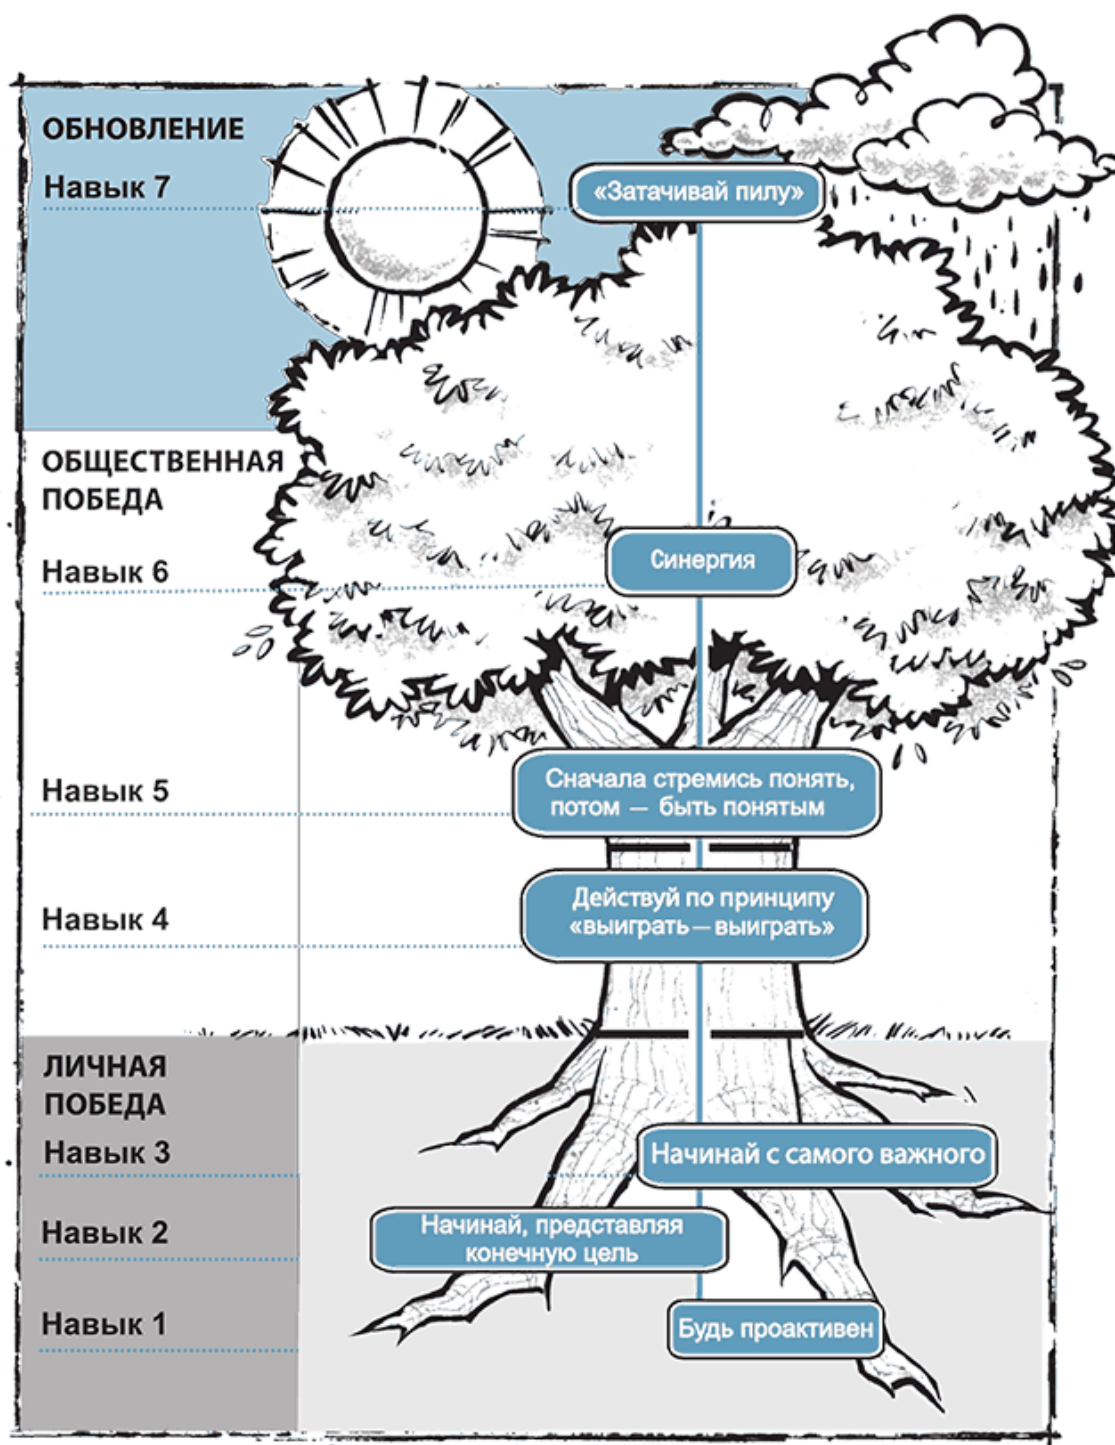 ОБНОВЛЕНИЕ
Навык 7
«Затачивай пилу»
ОБЩЕСТВЕННАЯ
ПОБЕДА
Навык 6
Синергия
Навык 5
Сначала стремись понять,
потом — быть понятым
Навык 4
Действуй по принципу
«выиграть—выиграть»
ЛИЧНАЯ
ПОБЕДА
Навык 3
Начинай с самого важного
Навык 2
Начинай, представляя
конечную цель
Навык 1
Будь проактивен